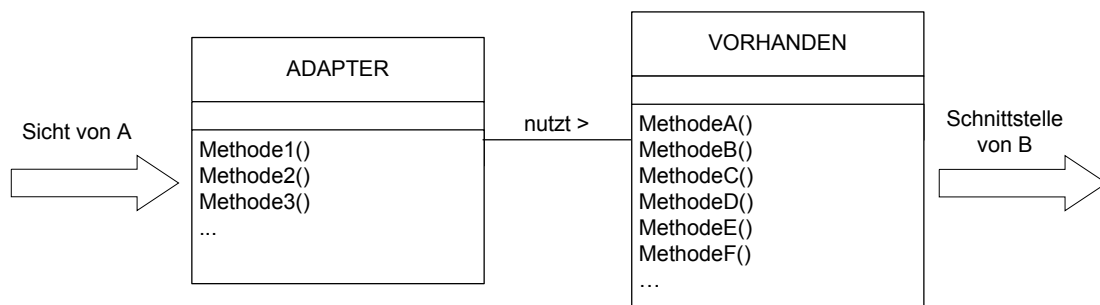 Sicht von A
ADAPTER
Methode1()
Methode2()
Methode3()
...
nutzt >
VORHANDEN
MethodeA()
MethodeB()
MethodeC()
MethodeD()
MethodeE()
MethodeF()
...
Schnittstelle
von B